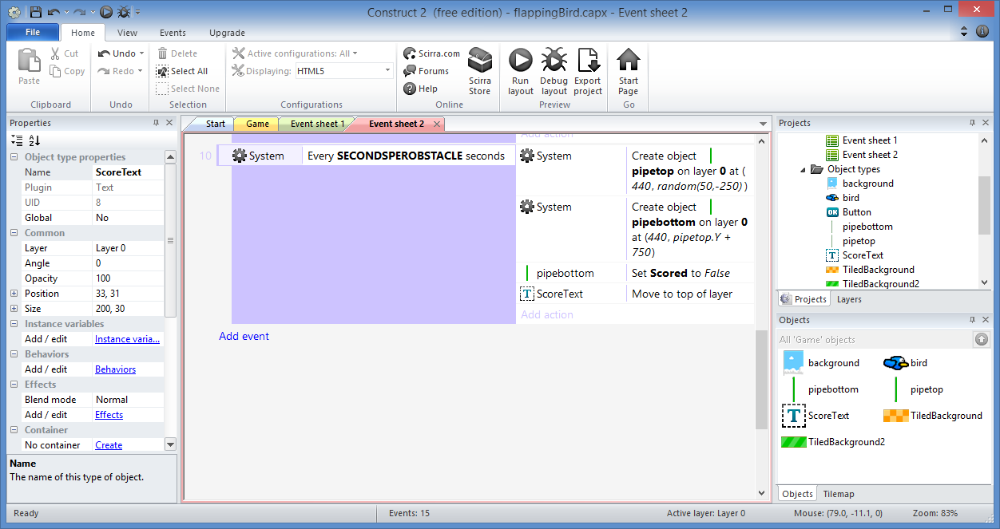 Construct 2 (free edition) - flappingBird.capx - Event sheet 2
File
Home
View
Events
Upgrade
Paste
Cut
Copy
Clipboard
Undo
Redo
Undo
Delete
Select All
Select None
Selection
Active configurations: All
Displaying: HTML5
Configurations
Scirra.com
Forums
Help
Scirra Store
Online
Run layout
Debug layout
Export project
Preview
Start Page
Go
Properties
Object type properties
Name ScoreText
Plugin Text
UID 8
Global No
Common
Layer Layer 0
Angle 0
Opacity 100
Position 33, 31
Size 200, 30
Instance variables
Add / edit Instance varia...
Behaviors
Add / edit Behaviors
Effects
Blend mode Normal
Add / edit Effects
Container
No container Create
Name
The name of this type of object.
Start
Game
Event sheet 1
Event sheet 2
Add action
10 System Every SECONDSPEROBSTACLE seconds
System Create object
pipetop on layer 0 at (
440, random(50,-250) )
System Create object
pipebottom on layer 0
at (440, pipetop.Y +
750)
pipebottom Set Scored to False
ScoreText Move to top of layer
Add action
Add event
Projects
Event sheet 1
Event sheet 2
Object types
background
bird
OK Button
pipebottom
pipetop
T ScoreText
TiledBackground
TiledBackground2
Projects Layers
Objects
All 'Game' objects
background bird
pipebottom pipetop
T ScoreText TiledBackground
TiledBackground2
Objects Tilemap
Ready Events: 15 Active layer: Layer 0 Mouse: (79.0, -11.1, 0) Zoom: 83%